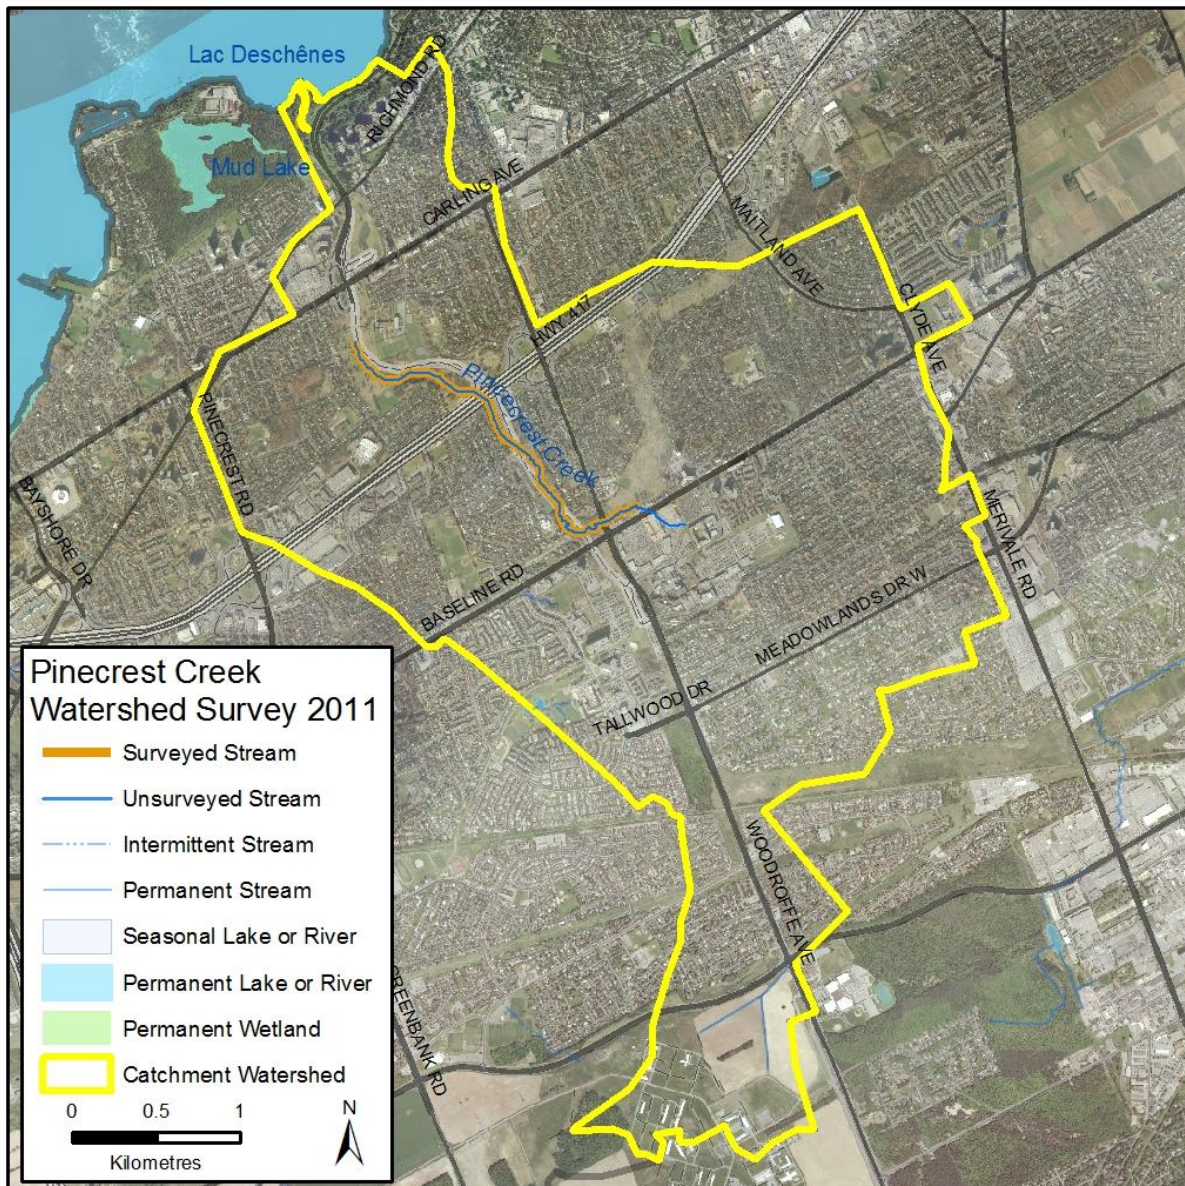 Lac Deschênes
RICHMOND RD
Mud Lake
CARLING AVE
MAITLAND AVE
CLYDE AVE
HWY 417
Pinecrest Creek
PINECREST RD
BAYSHORE DR
MERIVALE RD
BASELINE RD
MEADOWLANDS DR W
TALLWOOD DR
WOODROFFE AVE
GREENBANK RD
Pinecrest Creek
Watershed Survey 2011
Surveyed Stream
Unsurveyed Stream
Intermittent Stream
Permanent Stream
Seasonal Lake or River
Permanent Lake or River
Permanent Wetland
Catchment Watershed
0 0.5 1
Kilometres
N